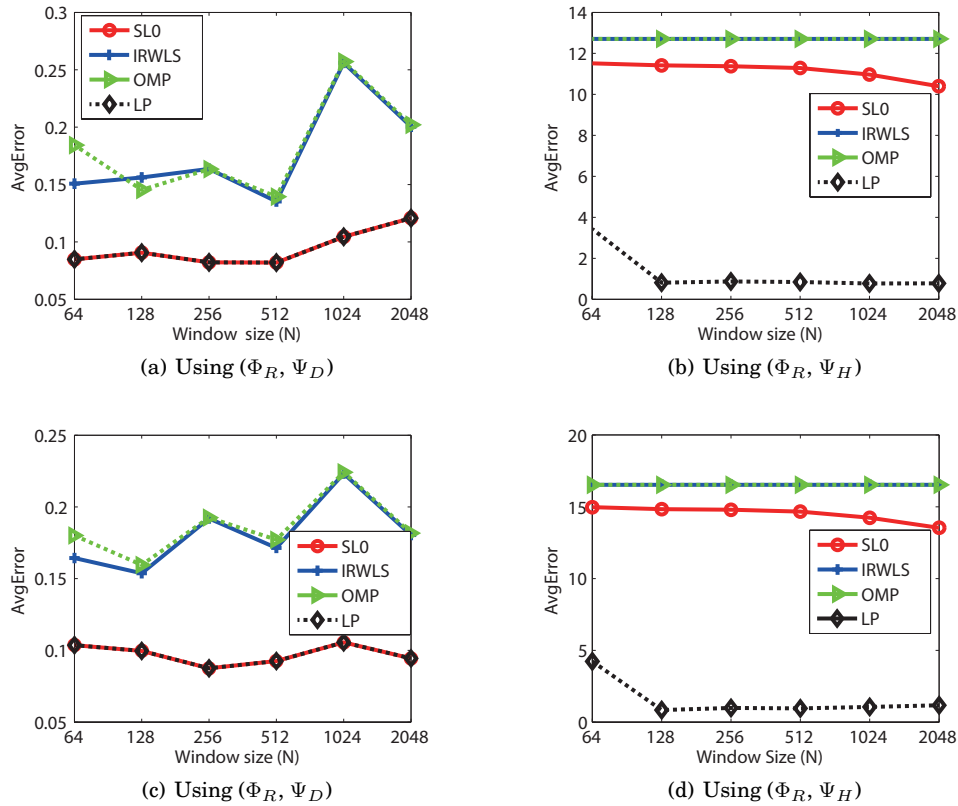 0.3
0.25
0.2
0.15
0.1
0.05
AvgError
SL0
IRWLS
OMP
LP
64 128 256 512 1024 2048
Window size (N)
(a) Using (Φ_R, Ψ_D)
14
12
10
8
6
4
2
0
AvgError
SL0
IRWLS
OMP
LP
64 128 256 512 1024 2048
Window Size (N)
(b) Using (Φ_R, Ψ_H)
0.25
0.2
0.15
0.1
0.05
AvgError
SL0
IRWLS
OMP
LP
64 128 256 512 1024 2048
Window size (N)
(c) Using (Φ_R, Ψ_D)
20
15
10
5
0
AvgError
SL0
IRWLS
OMP
LP
64 128 256 512 1024 2048
Window Size (N)
(d) Using (Φ_R, Ψ_H)